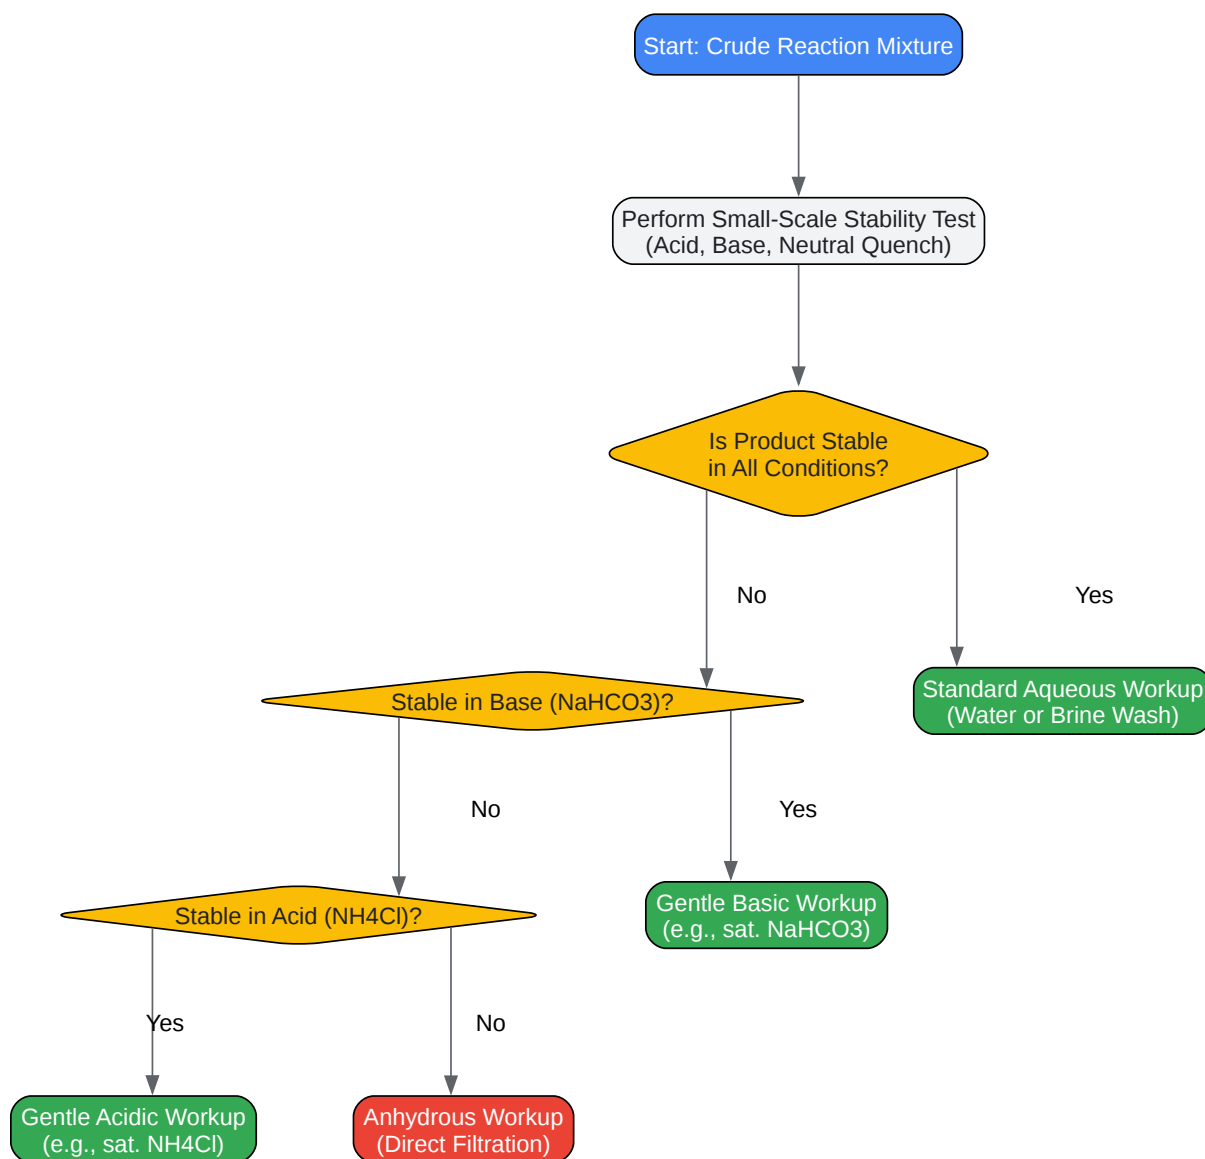 Start: Crude Reaction Mixture
Perform Small-Scale Stability Test
(Acid, Base, Neutral Quench)
Is Product Stable
in All Conditions?
No
Yes
Stable in Base (NaHCO3)?
Standard Aqueous Workup
(Water or Brine Wash)
No
Yes
Stable in Acid (NH4Cl)?
Gentle Basic Workup
(e.g., sat. NaHCO3)
Yes
No
Gentle Acidic Workup
(e.g., sat. NH4Cl)
Anhydrous Workup
(Direct Filtration)